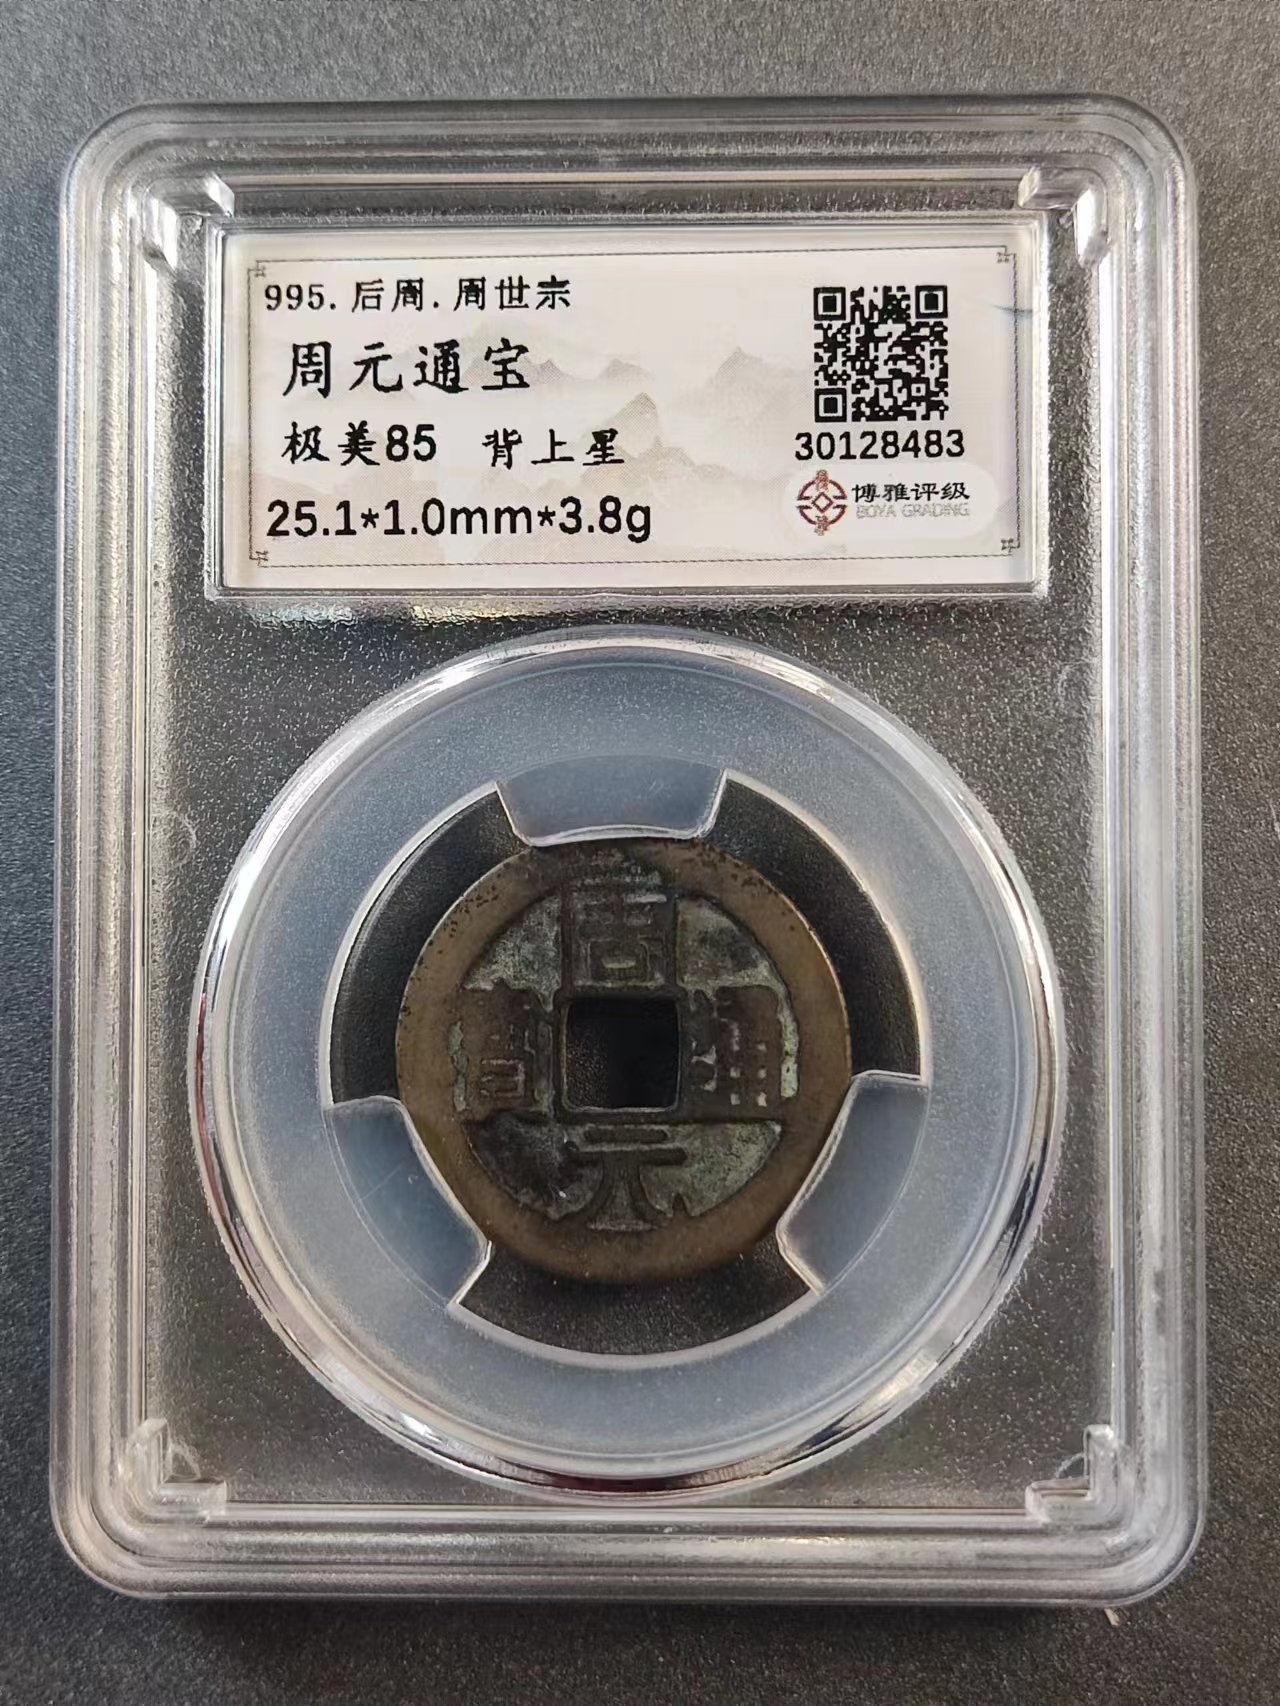 995.后周.周世宗
周元通宝
极美85 背上星
25.1*1.0mm*3.8g
30128483
博雅评级
BOYA GRADING
周元通寶